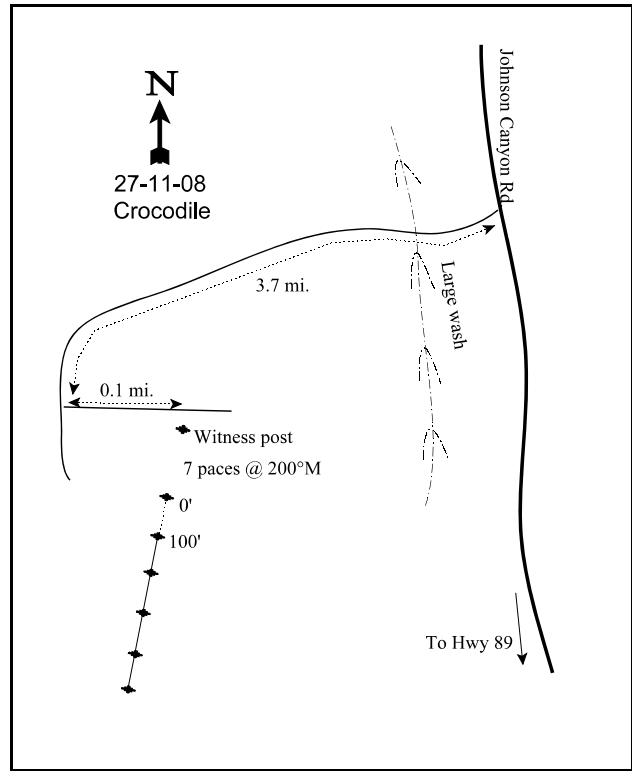 N
27-11-08
Crocodile
Johnson Canyon Rd
3.7 mi.
Large wash
0.1 mi.
Witness post
7 paces @ 200°M
0'
100'
To Hwy 89